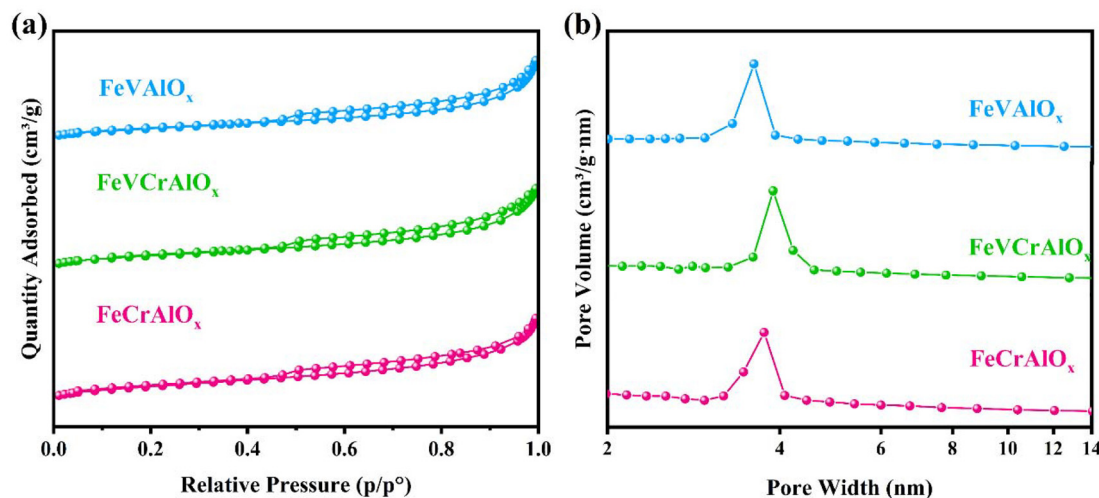 (a)
Quantity Adsorbed (cm³/g)
FeVAlOₓ
FeVCrAlOₓ
FeCrAlOₓ
0.0 0.2 0.4 0.6 0.8 1.0
Relative Pressure (p/p°)
(b)
Pore Volume (cm³/g·nm)
FeVAlOₓ
FeVCrAlOₓ
FeCrAlOₓ
2 4 6 8 10 12 14
Pore Width (nm)